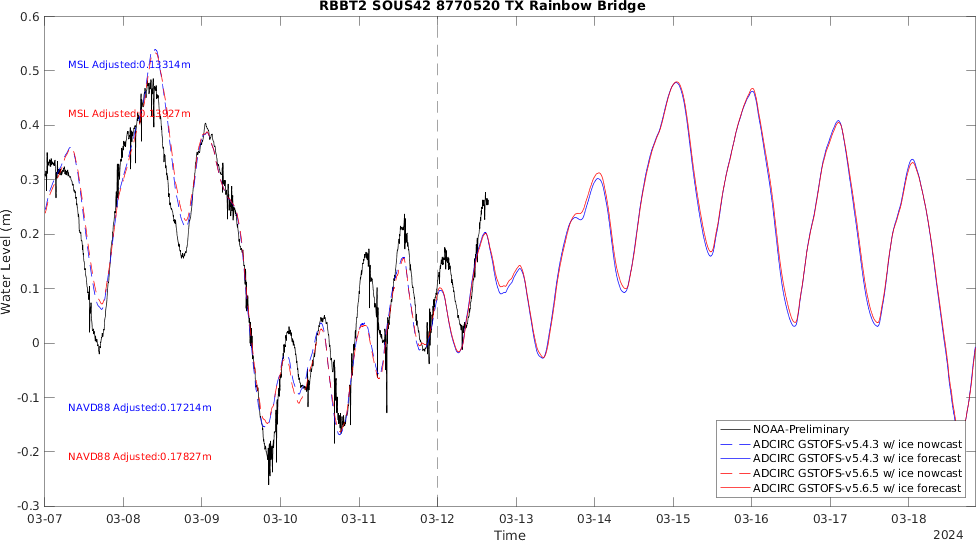 RBBT2 SOUS42 8770520 TX Rainbow Bridge
0.6
0.5
0.4
0.3
0.2
0.1
0
-0.1
-0.2
-0.3
Water Level (m)
MSL Adjusted:0.13314m
MSL Adjusted:0.13927m
NAVD88 Adjusted:0.17214m
NAVD88 Adjusted:0.17827m
NOAA-Preliminary
ADCIRC GSTOFS-v5.4.3 w/ ice nowcast
ADCIRC GSTOFS-v5.4.3 w/ ice forecast
ADCIRC GSTOFS-v5.6.5 w/ ice nowcast
ADCIRC GSTOFS-v5.6.5 w/ ice forecast
03-07 03-08 03-09 03-10 03-11 03-12 03-13 03-14 03-15 03-16 03-17 03-18
Time
2024